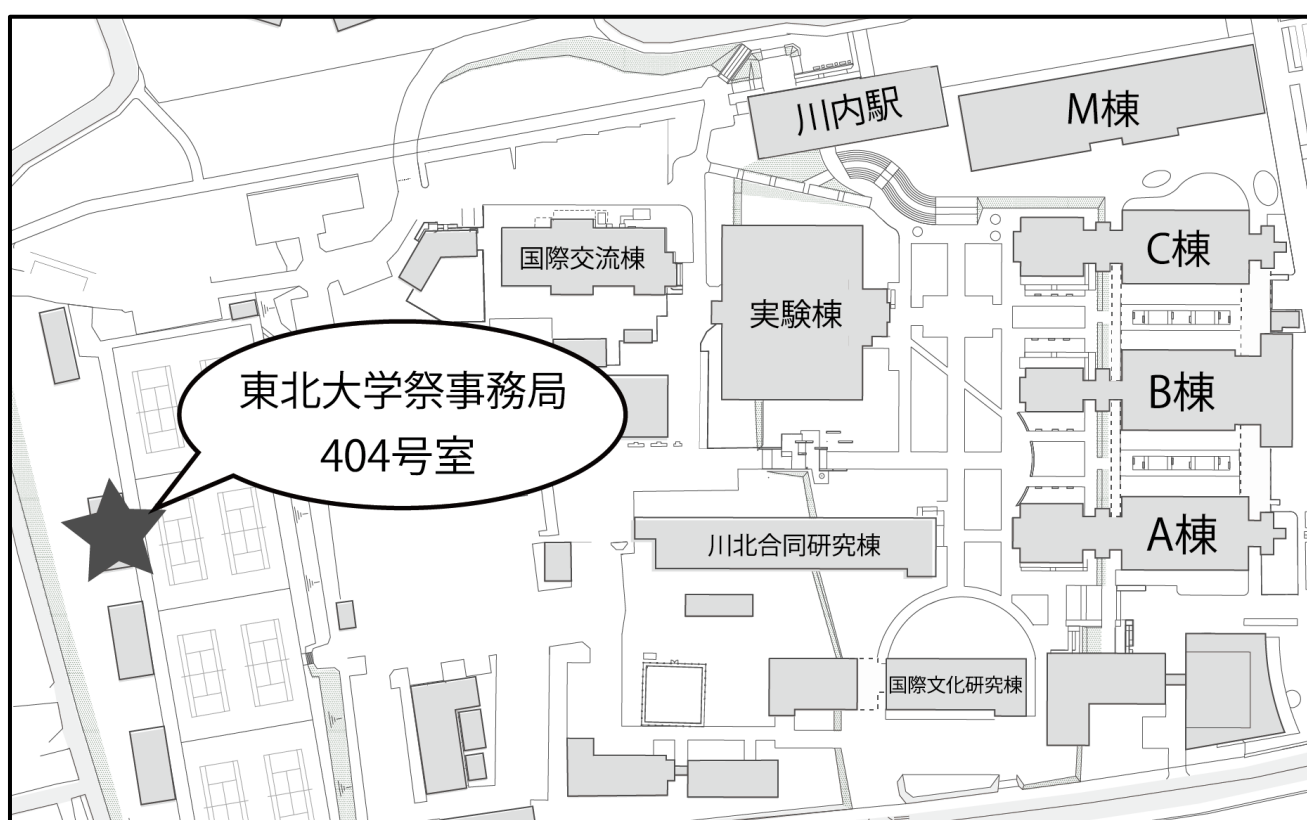 川内駅
M棟
国際交流棟
C棟
実験棟
東北大学祭事務局
404号室
B棟
川北合同研究棟
A棟
国際文化研究棟